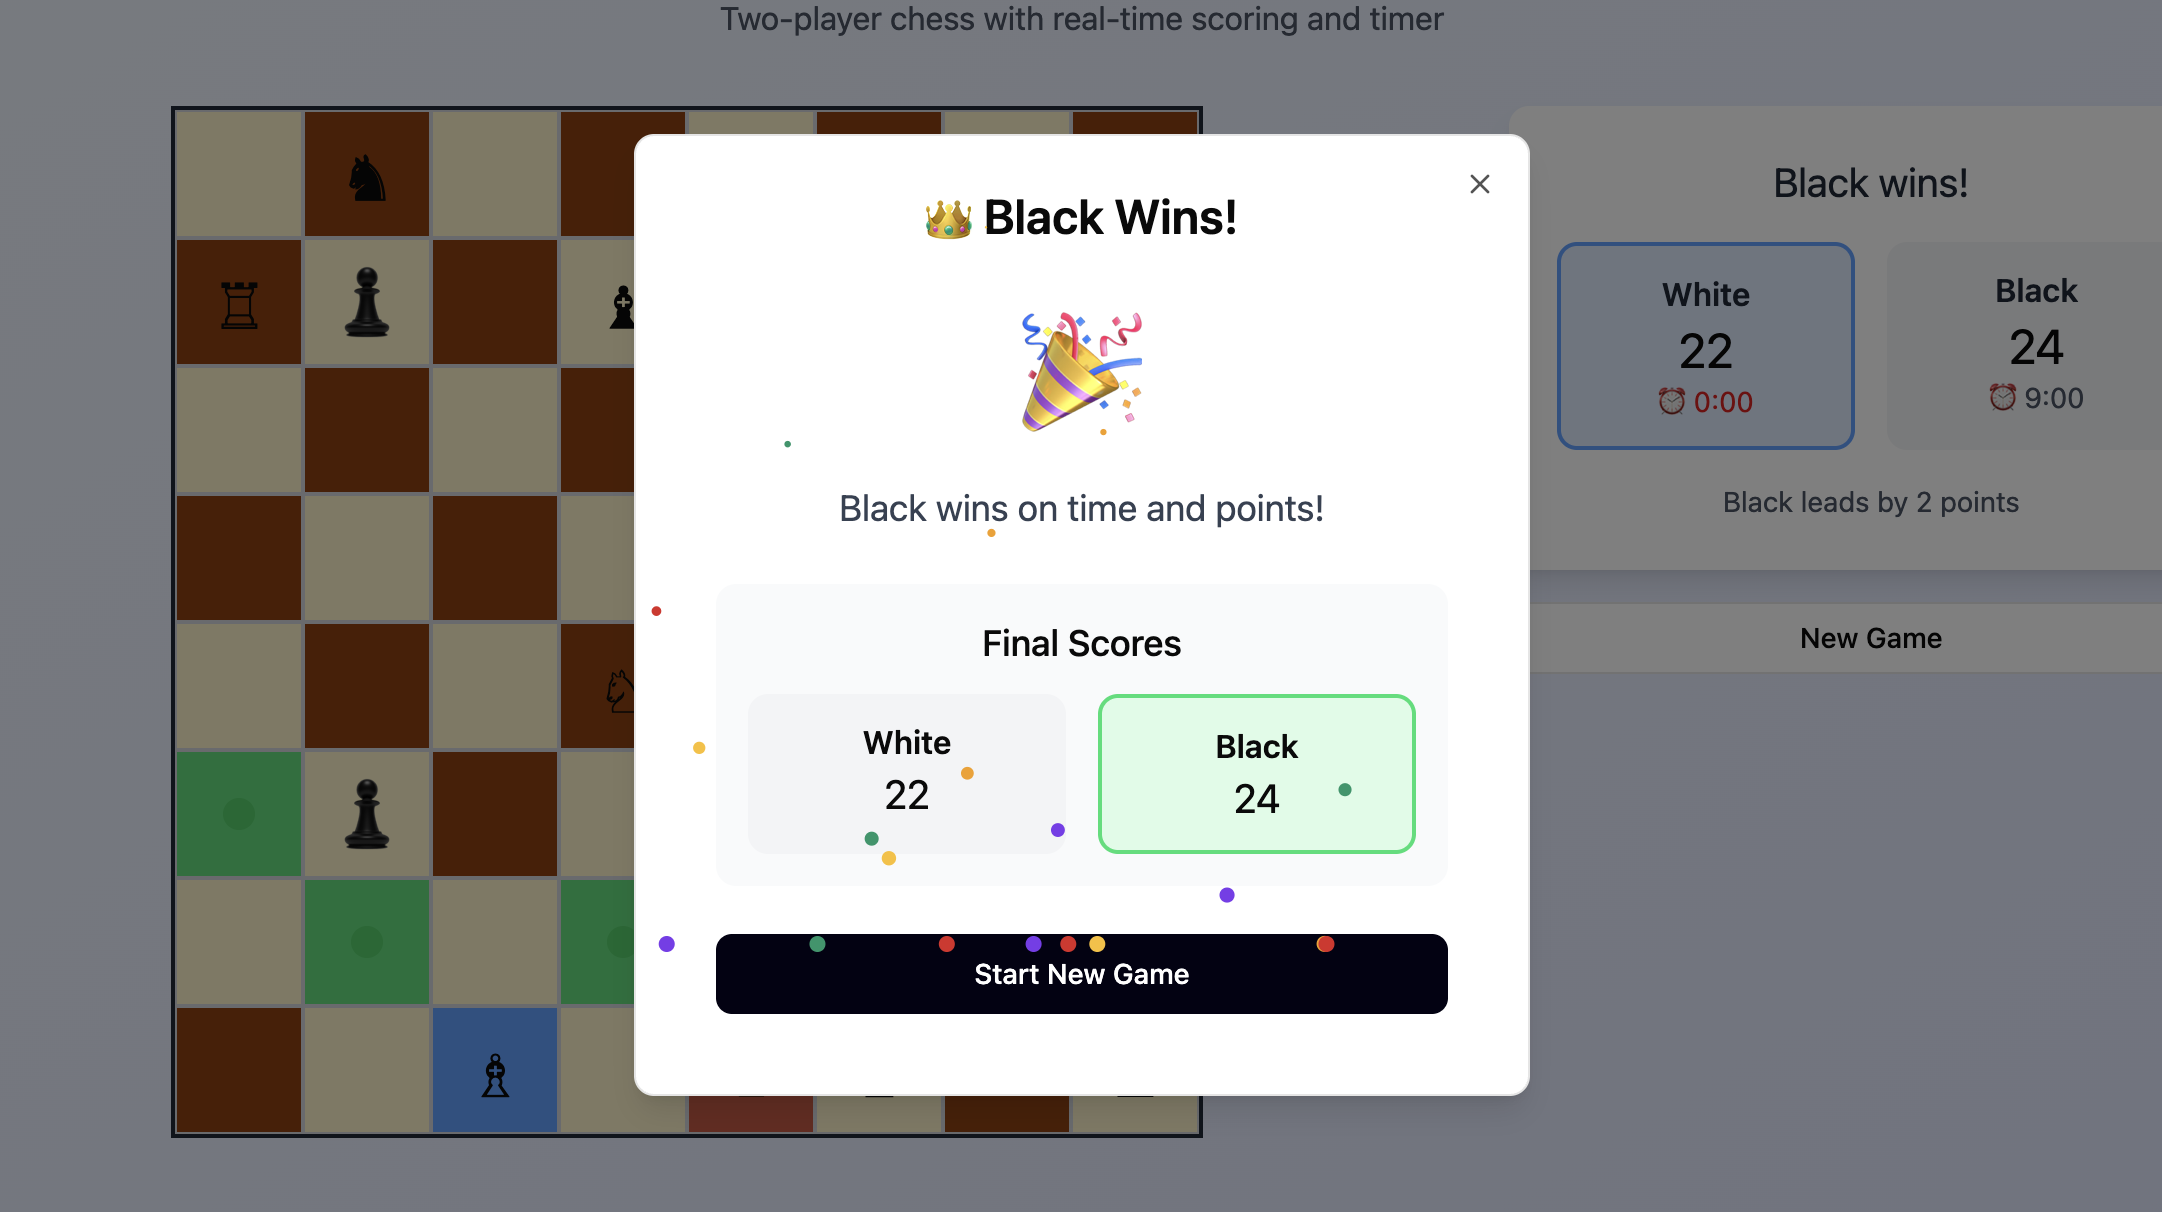 Two-player chess with real-time scoring and timer
Black Wins!
Black wins on time and points!
Final Scores
White
22
Black
24
Start New Game
Black wins!
White
22
0:00
Black
24
9:00
Black leads by 2 points
New Game